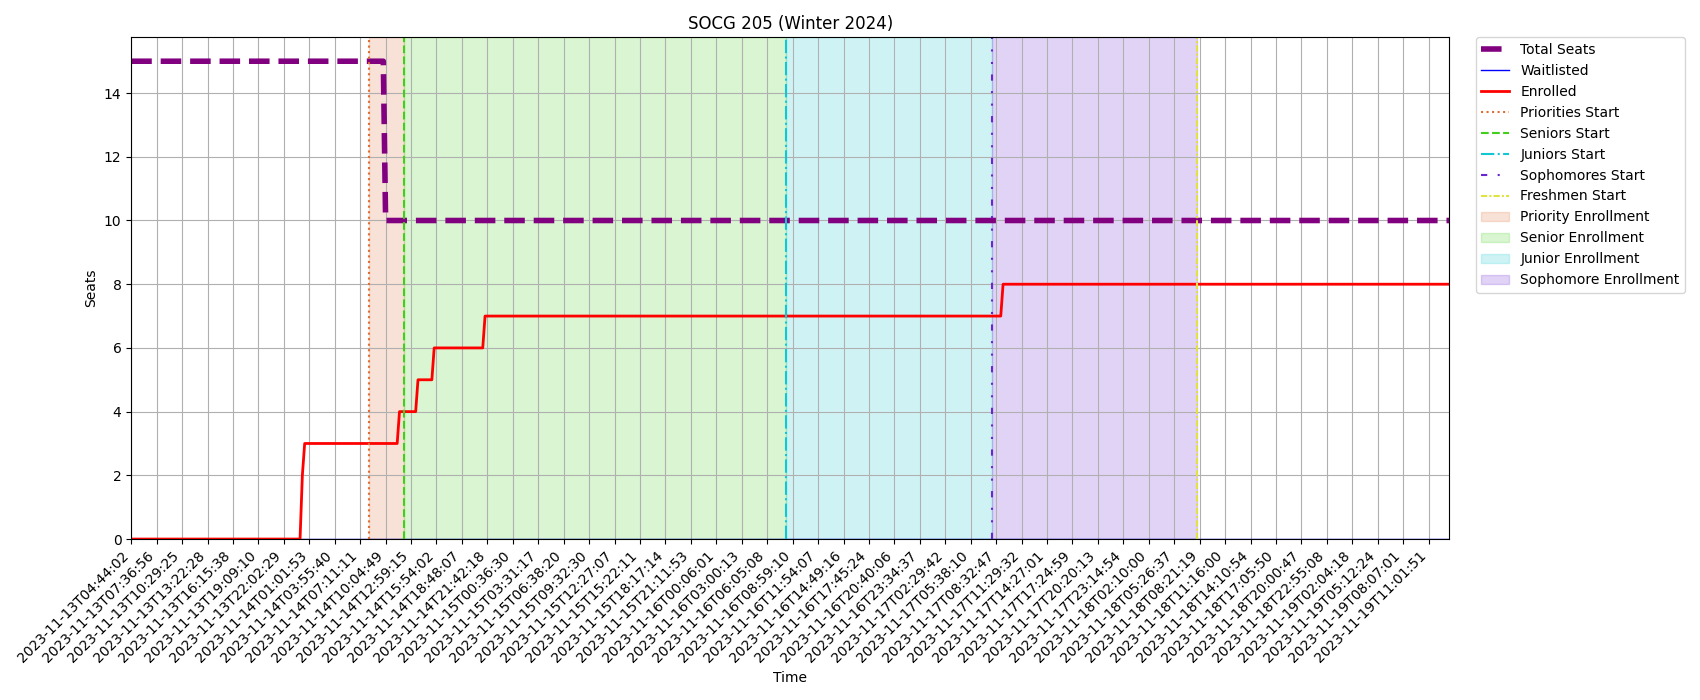 SOCG 205 (Winter 2024)
Total Seats
Waitlisted
Enrolled
Priorities Start
Seniors Start
Juniors Start
Sophomores Start
Freshmen Start
Priority Enrollment
Senior Enrollment
Junior Enrollment
Sophomore Enrollment
Seats
14
12
10
8
6
4
2
0
2023-11-13T04:44:02
2023-11-13T07:36:56
2023-11-13T10:29:25
2023-11-13T13:22:28
2023-11-13T16:15:38
2023-11-13T19:09:10
2023-11-13T22:02:29
2023-11-14T01:01:53
2023-11-14T03:55:40
2023-11-14T07:11:11
2023-11-14T10:04:49
2023-11-14T12:59:15
2023-11-14T15:54:02
2023-11-14T18:48:07
2023-11-14T21:42:18
2023-11-15T00:36:30
2023-11-15T03:31:17
2023-11-15T06:38:20
2023-11-15T09:32:30
2023-11-15T12:27:07
2023-11-15T15:22:11
2023-11-15T18:17:14
2023-11-15T21:11:53
2023-11-16T00:06:01
2023-11-16T03:00:13
2023-11-16T06:05:08
2023-11-16T08:59:10
2023-11-16T11:54:07
2023-11-16T14:49:16
2023-11-16T17:45:24
2023-11-16T20:40:06
2023-11-16T23:34:37
2023-11-17T02:29:42
2023-11-17T05:38:10
2023-11-17T08:32:47
2023-11-17T11:29:32
2023-11-17T14:27:01
2023-11-17T17:24:59
2023-11-17T20:20:13
2023-11-17T23:14:54
2023-11-18T02:10:00
2023-11-18T05:26:37
2023-11-18T08:21:19
2023-11-18T11:16:00
2023-11-18T14:10:54
2023-11-18T17:05:50
2023-11-18T20:00:47
2023-11-18T22:55:08
2023-11-19T02:04:18
2023-11-19T05:12:24
2023-11-19T08:07:01
2023-11-19T11:01:51
Time